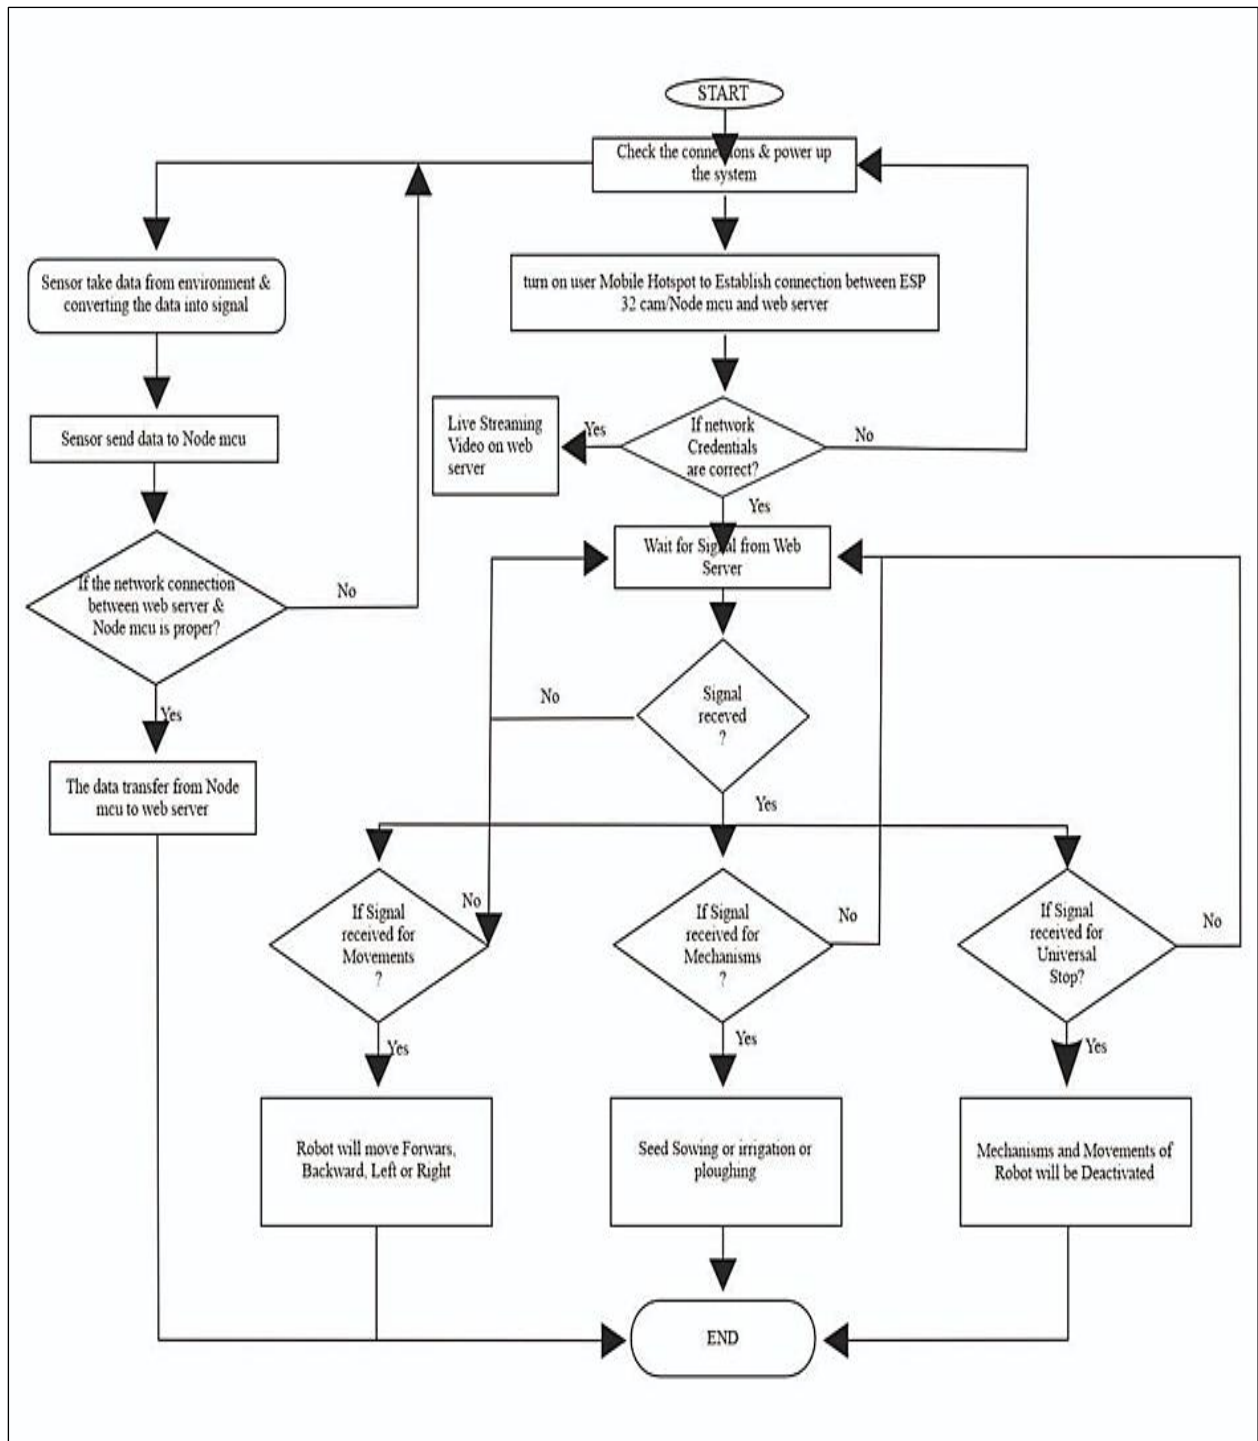 START
Check the connections & power up
the system
Sensor take data from environment &
converting the data into signal
turn on user Mobile Hotspot to Establish connection between ESP
32 cam/Node mcu and web server
Sensor send data to Node mcu
Live Streaming
Video on web
server
Yes
If network
Credentials
are correct?
No
Yes
If the network connection
between web server &
Node mcu is proper?
No
Wait for Signal from Web
Server
Yes
No
Signal
receved
?
The data transfer from Node
mcu to web server
Yes
If Signal
received for
Movements
?
No
If Signal
received for
Mechanisms
?
No
If Signal
received for
Universal
Stop?
No
Yes
Yes
Yes
Robot will move Forwars,
Backward, Left or Right
Seed Sowing or irrigation or
ploughing
Mechanisms and Movements of
Robot will be Deactivated
END